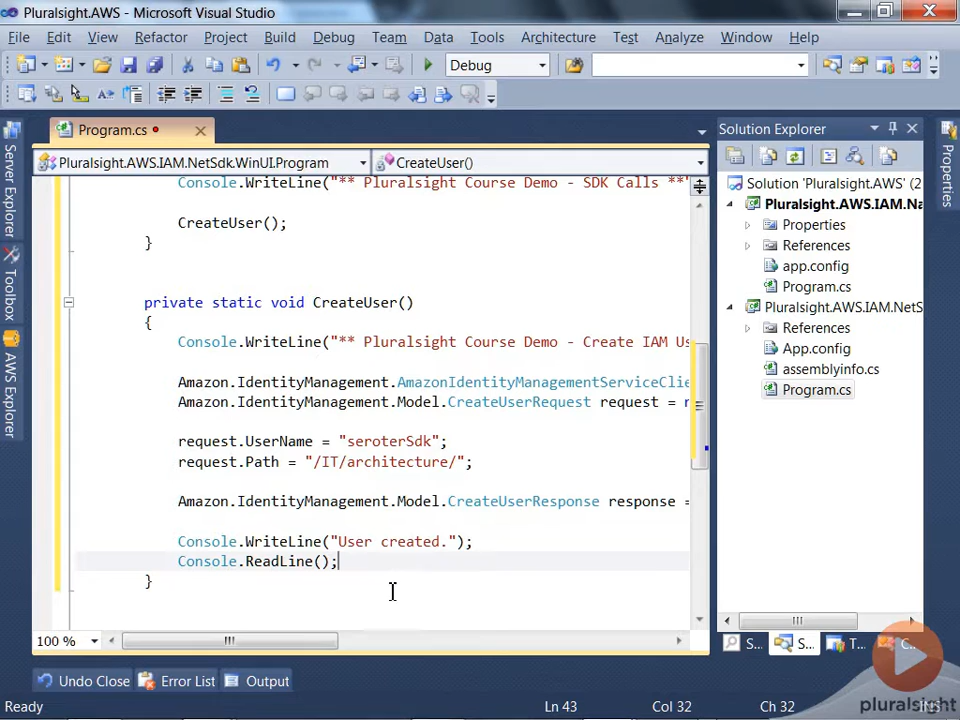 Pluralsight.AWS - Microsoft Visual Studio
File Edit View Refactor Project Build Debug Team Data Tools Architecture Test Analyze Window Help
Debug
Program.cs
Pluralsight.AWS.IAM.NetSdk.WinUI.Program
CreateUser()
Console.WriteLine("** Pluralsight Course Demo - SDK Calls **"
CreateUser();
}
private static void CreateUser()
{
Console.WriteLine("** Pluralsight Course Demo - Create IAM Us
Amazon.IdentityManagement.AmazonIdentityManagementServiceClie
Amazon.IdentityManagement.Model.CreateUserRequest request =
request.UserName = "seroterSdk";
request.Path = "/IT/architecture/";
Amazon.IdentityManagement.Model.CreateUserResponse response =
Console.WriteLine("User created.");
Console.ReadLine();
}
100 %
Server Explorer
Toolbox
AWS Explorer
Solution Explorer
Solution 'Pluralsight.AWS' (2
Pluralsight.AWS.IAM.Na
Properties
References
app.config
Program.cs
Pluralsight.AWS.IAM.NetS
References
App.config
assemblyinfo.cs
Program.cs
S... S... T... C...
Properties
Undo Close Error List Output
Ready Ln 43 Col 32 Ch 32 INS
pluralsight